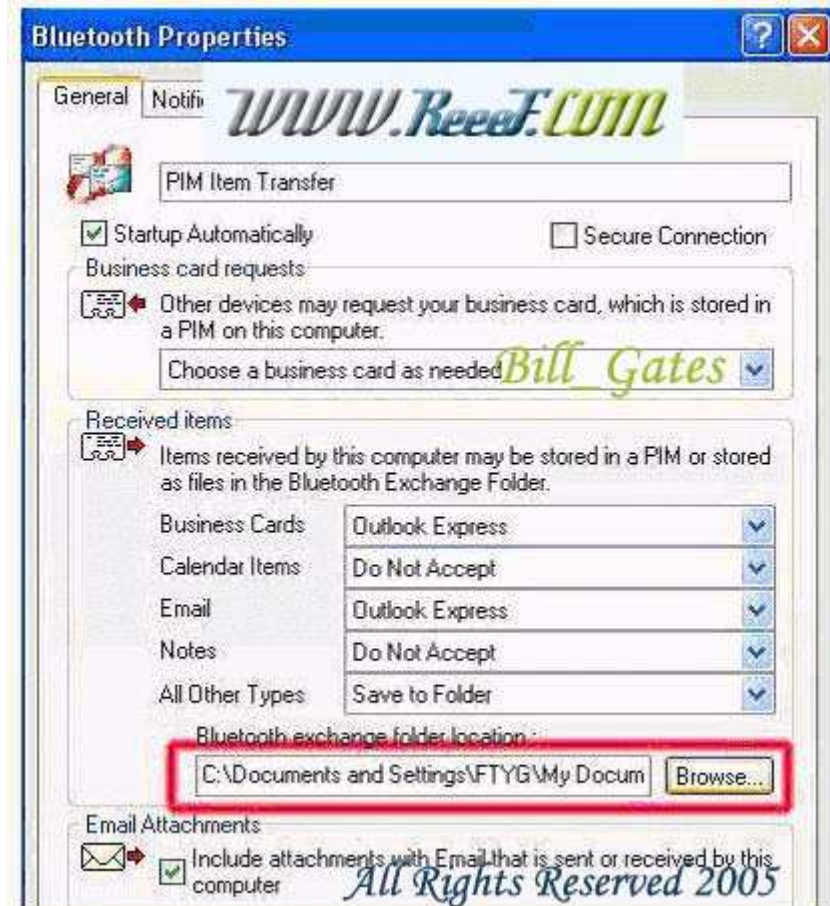 Bluetooth Properties
General
WWW.ReeeF.COM
PIM Item Transfer
Startup Automatically Secure Connection
Business card requests
Other devices may request your business card, which is stored in
a PIM on this computer.
Choose a business card as needed Bill_Gates
Received items
Items received by this computer may be stored in a PIM or stored
as files in the Bluetooth Exchange Folder.
Business Cards Outlook Express
Calendar Items Do Not Accept
Email Outlook Express
Notes Do Not Accept
All Other Types Save to Folder
Bluetooth exchange folder location :
C:\Documents and Settings\FTYG\My Docum Browse...
Email Attachments
Include attachments with Email that is sent or received by this
computer
All Rights Reserved 2005